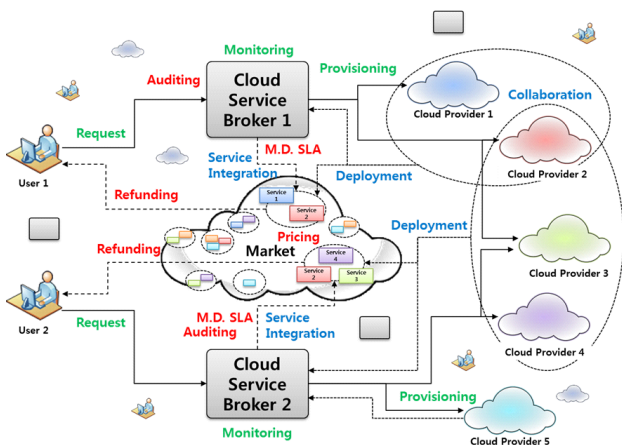 Monitoring
Auditing
Cloud
Service
Broker 1
Provisioning
Cloud Provider 1
Collaboration
Request
User 1
M.D. SLA
Service
Integration
Cloud Provider 2
Refunding
Deployment
Service
1
Service
2
Pricing
Market
Deployment
Refunding
Service
4
Service
2
Service
3
Cloud Provider 3
User 2
Request
M.D. SLA
Auditing
Service
Integration
Cloud Provider 4
Cloud
Service
Broker 2
Provisioning
Monitoring
Cloud Provider 5